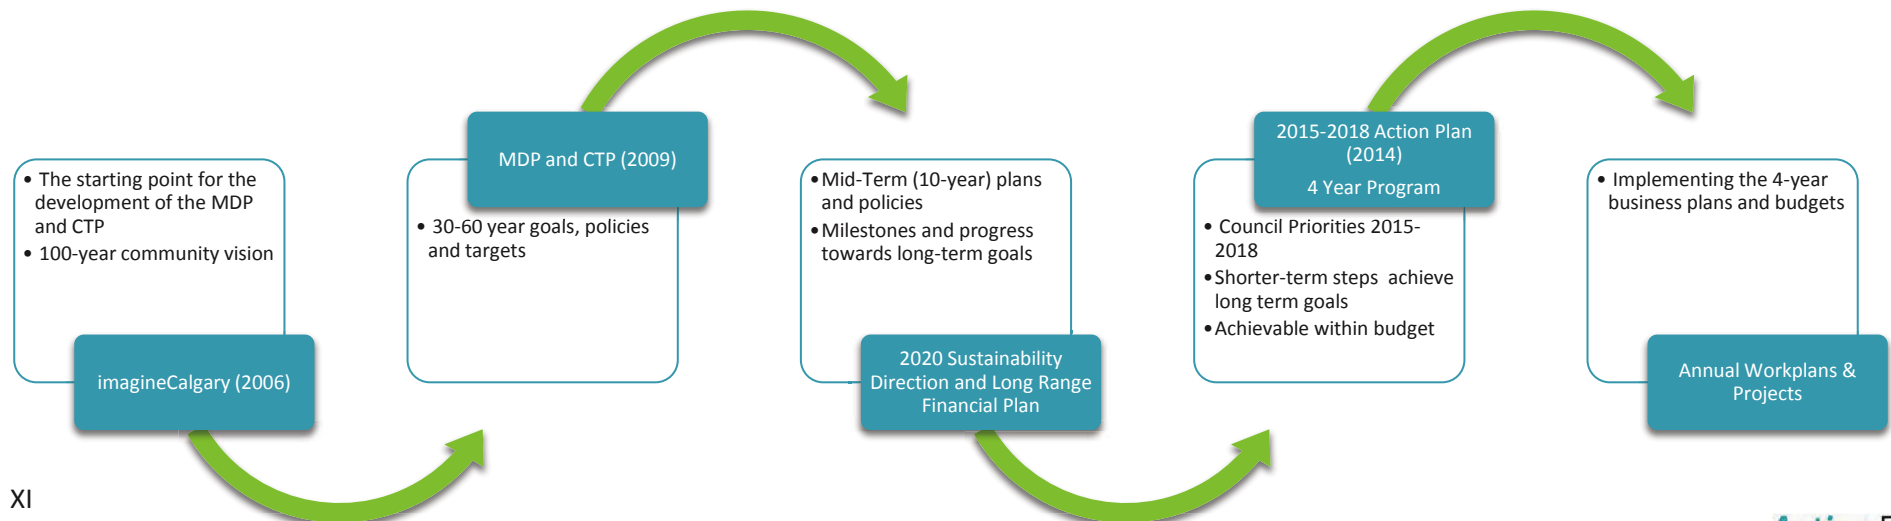 • The starting point for the
development of the MDP
and CTP
• 100-year community vision
imagineCalgary (2006)
MDP and CTP (2009)
• 30-60 year goals, policies
and targets
•Mid-Term (10-year) plans
and policies
•Milestones and progress
towards long-term goals
2020 Sustainability
Direction and Long Range
Financial Plan
2015-2018 Action Plan
(2014)
4 Year Program
• Council Priorities 2015-
2018
•Shorter-term steps achieve
long term goals
•Achievable within budget
• Implementing the 4-year
business plans and budgets
Annual Workplans &
Projects
XI